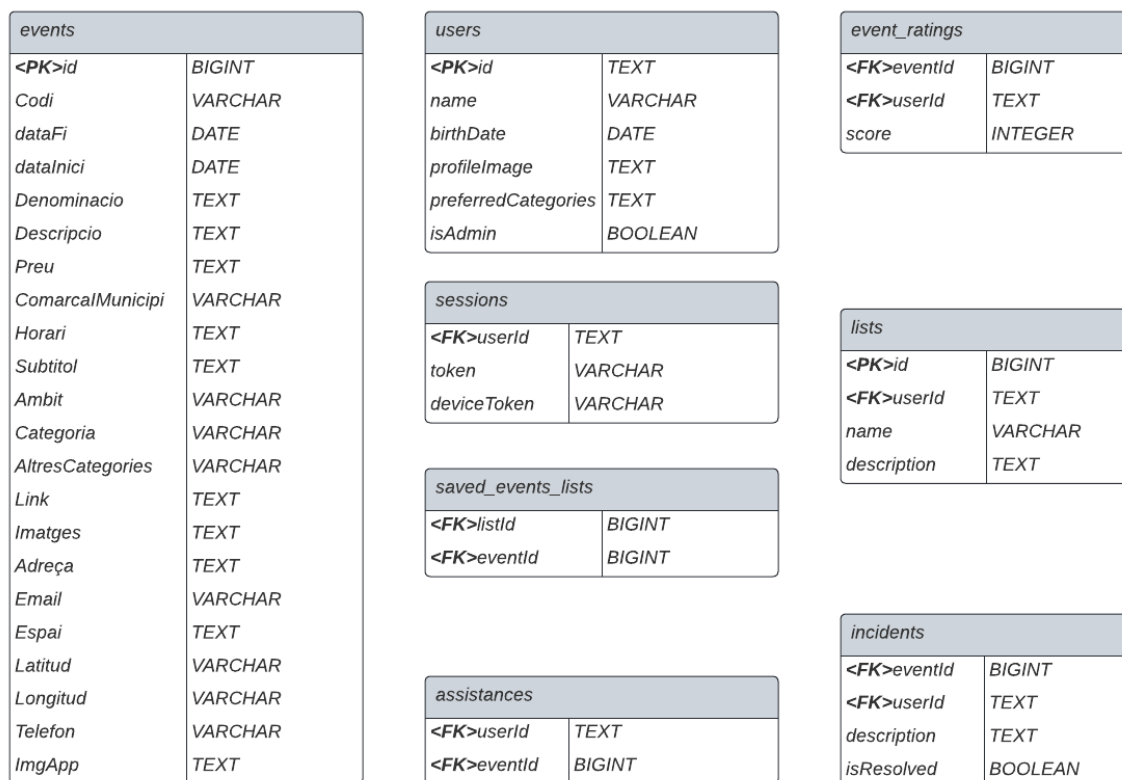 events
<PK>id BIGINT
Codi VARCHAR
dataFi DATE
dataInici DATE
Denominacio TEXT
Descripcio TEXT
Preu TEXT
ComarcaIMunicipi VARCHAR
Horari TEXT
Subtitol TEXT
Ambit VARCHAR
Categoria VARCHAR
AltresCategories VARCHAR
Link TEXT
Imatges TEXT
Adreça TEXT
Email VARCHAR
Espai TEXT
Latitud VARCHAR
Longitud VARCHAR
Telefon VARCHAR
ImgApp TEXT
users
<PK>id TEXT
name VARCHAR
birthDate DATE
profileImage TEXT
preferredCategories TEXT
isAdmin BOOLEAN
sessions
<FK>userId TEXT
token VARCHAR
deviceToken VARCHAR
saved_events_lists
<FK>listId BIGINT
<FK>eventId BIGINT
assistances
<FK>userId TEXT
<FK>eventId BIGINT
event_ratings
<FK>eventId BIGINT
<FK>userId TEXT
score INTEGER
lists
<PK>id BIGINT
<FK>userId TEXT
name VARCHAR
description TEXT
incidents
<FK>eventId BIGINT
<FK>userId TEXT
description TEXT
isResolved BOOLEAN